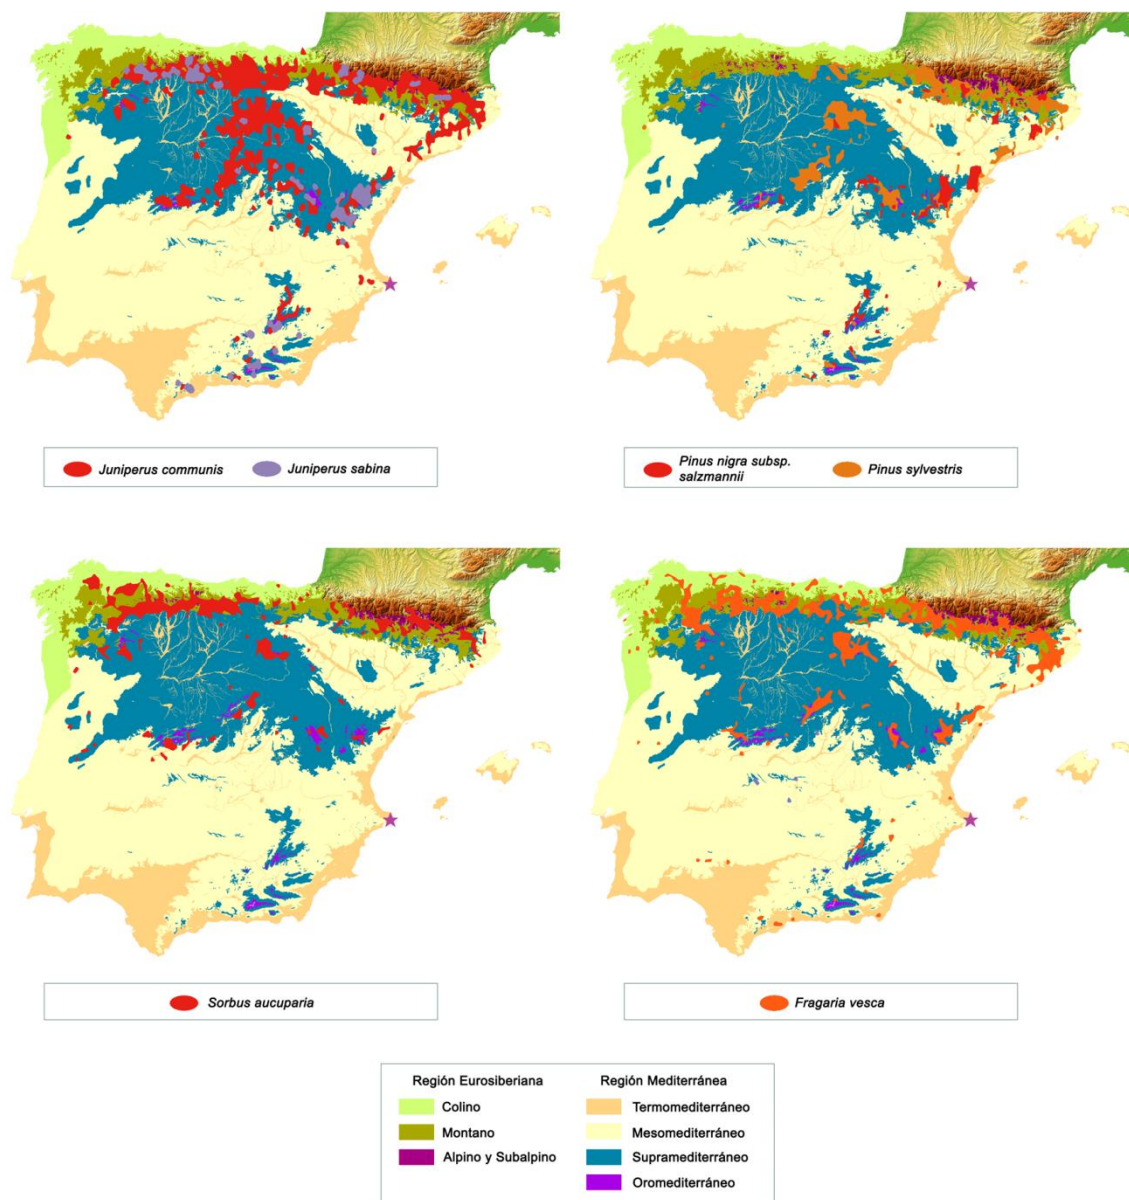 Juniperus communis
Juniperus sabina
Pinus nigra subsp.
salzmannii
Pinus sylvestris
Sorbus aucuparia
Fragaria vesca
Región Eurosiberiana
Colino
Montano
Alpino y Subalpino
Región Mediterránea
Termomediterráneo
Mesomediterráneo
Supramediterráneo
Oromediterráneo